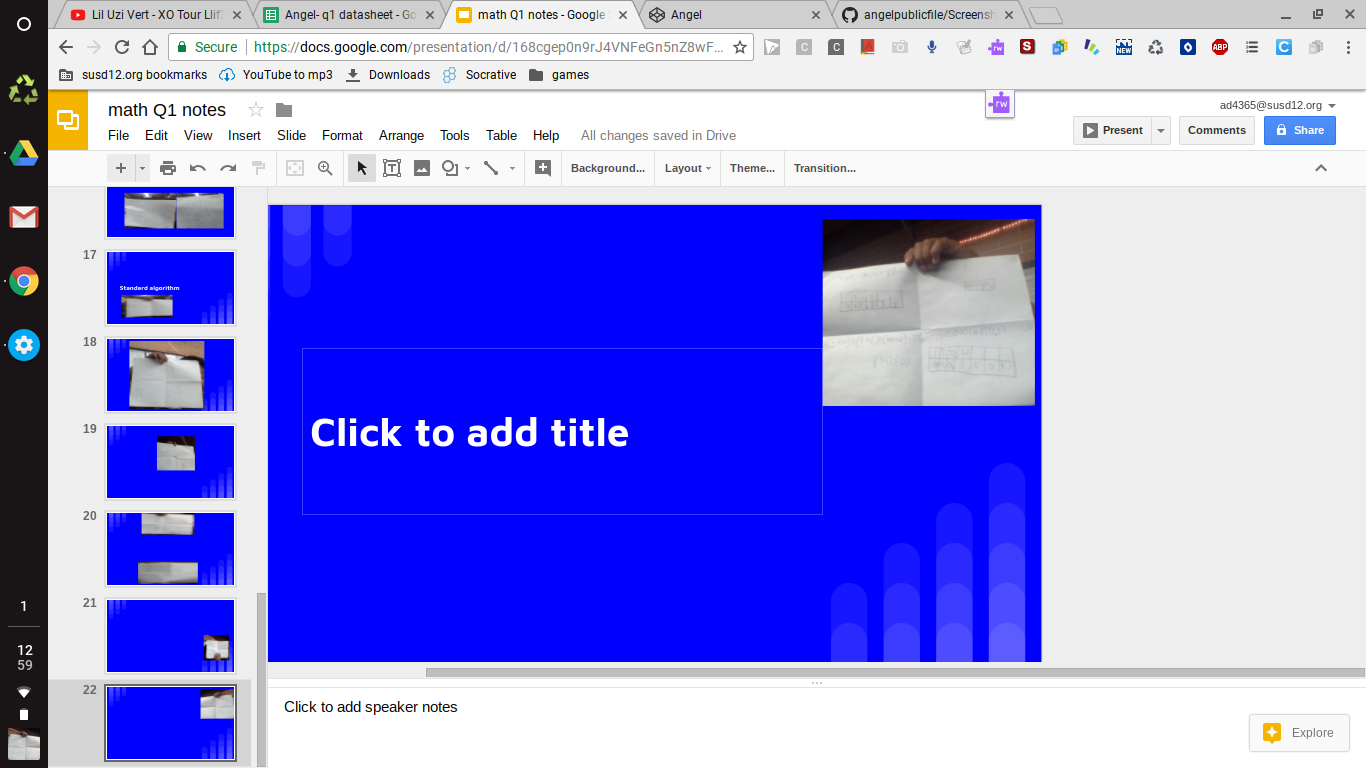 Lil Uzi Vert - XO Tour Llif3
Angel- q1 datasheet - Go
math Q1 notes - Google
Angel
angelpublicfile/Screensh
Secure
https://docs.google.com/presentation/d/168cgep0n9rJ4VNFeGn5nZ8wF...
susd12.org bookmarks
YouTube to mp3
Downloads
Socrative
games
math Q1 notes
ad4365@susd12.org
File Edit View Insert Slide Format Arrange Tools Table Help All changes saved in Drive
Present
Comments
Share
Background...
Layout
Theme...
Transition...
17
Standard algorithm
18
19
20
21
22
Click to add title
Click to add speaker notes
Explore
1
12
59
rw
S
NEW
ABP
C